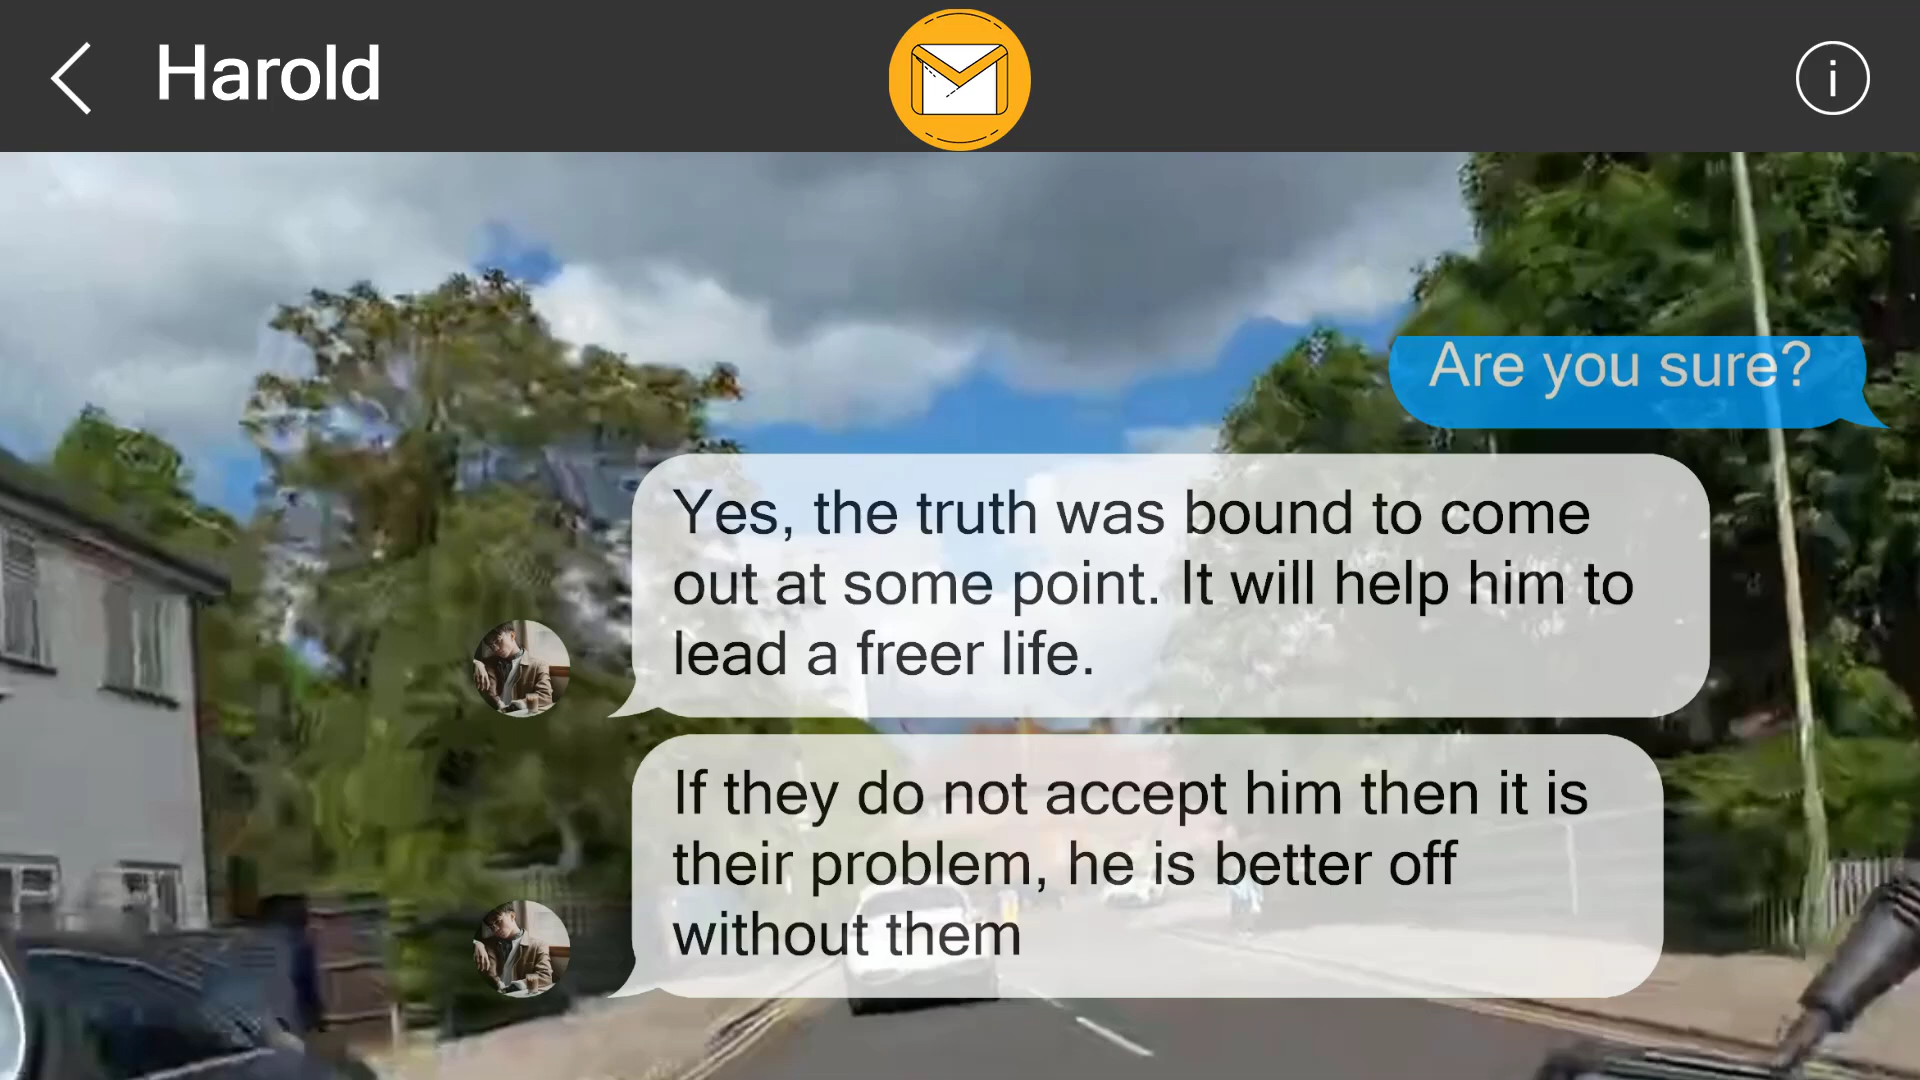 Harold
Are you sure?
Yes, the truth was bound to come
out at some point. It will help him to
lead a freer life.
If they do not accept him then it is
their problem, he is better off
without them